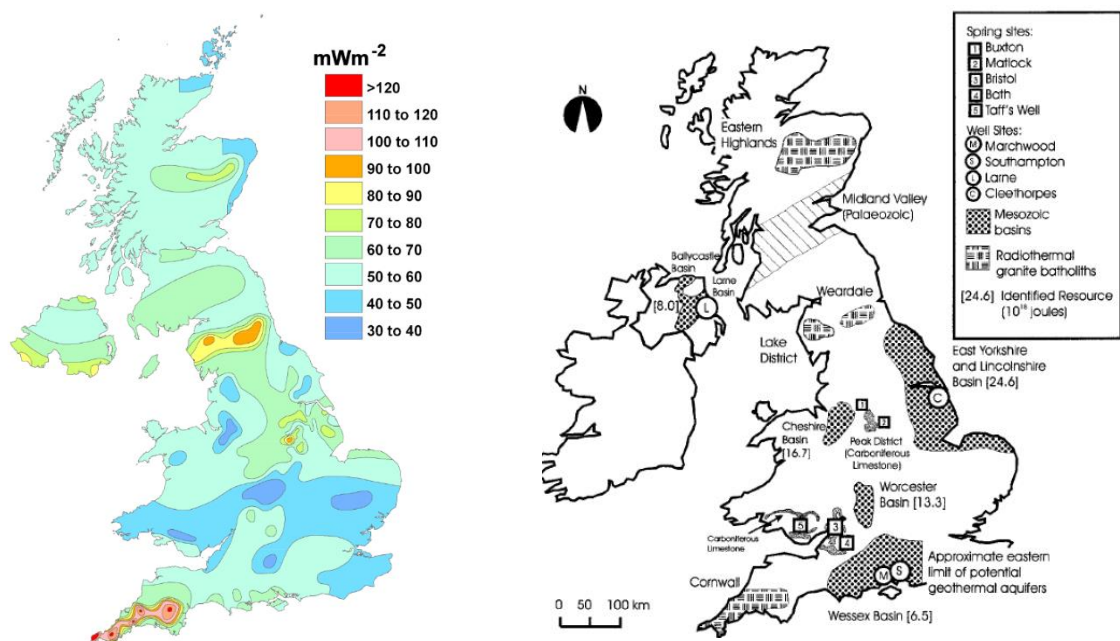 mWm-2
>120
110 to 120
100 to 110
90 to 100
80 to 90
70 to 80
60 to 70
50 to 60
40 to 50
30 to 40
N
Eastern
Highlands
Midland Valley
(Palaeozoic)
Ballycastle
Basin
Larne
Basin
[8.0]
L
Weardale
Lake
District
East Yorkshire
and Lincolnshire
Basin [24.6]
C
1
2
Cheshire
Basin
[16.7]
Peak District
(Carboniferous
Limestone)
Worcester
Basin [13.3]
5
3
4
Carboniferous
Limestone
Approximate eastern
limit of potential
geothermal aquifers
M
S
Cornwall
Wessex Basin [6.5]
0 50 100 km
Spring sites:
1 Buxton
2 Matlock
3 Bristol
4 Bath
5 Taff's Well
Well Sites:
M Marchwood
S Southampton
L Larne
C Cleethorpes
Mesozoic
basins
Radiothermal
granite batholiths
[24.6] Identified Resource
(10¹⁸ joules)